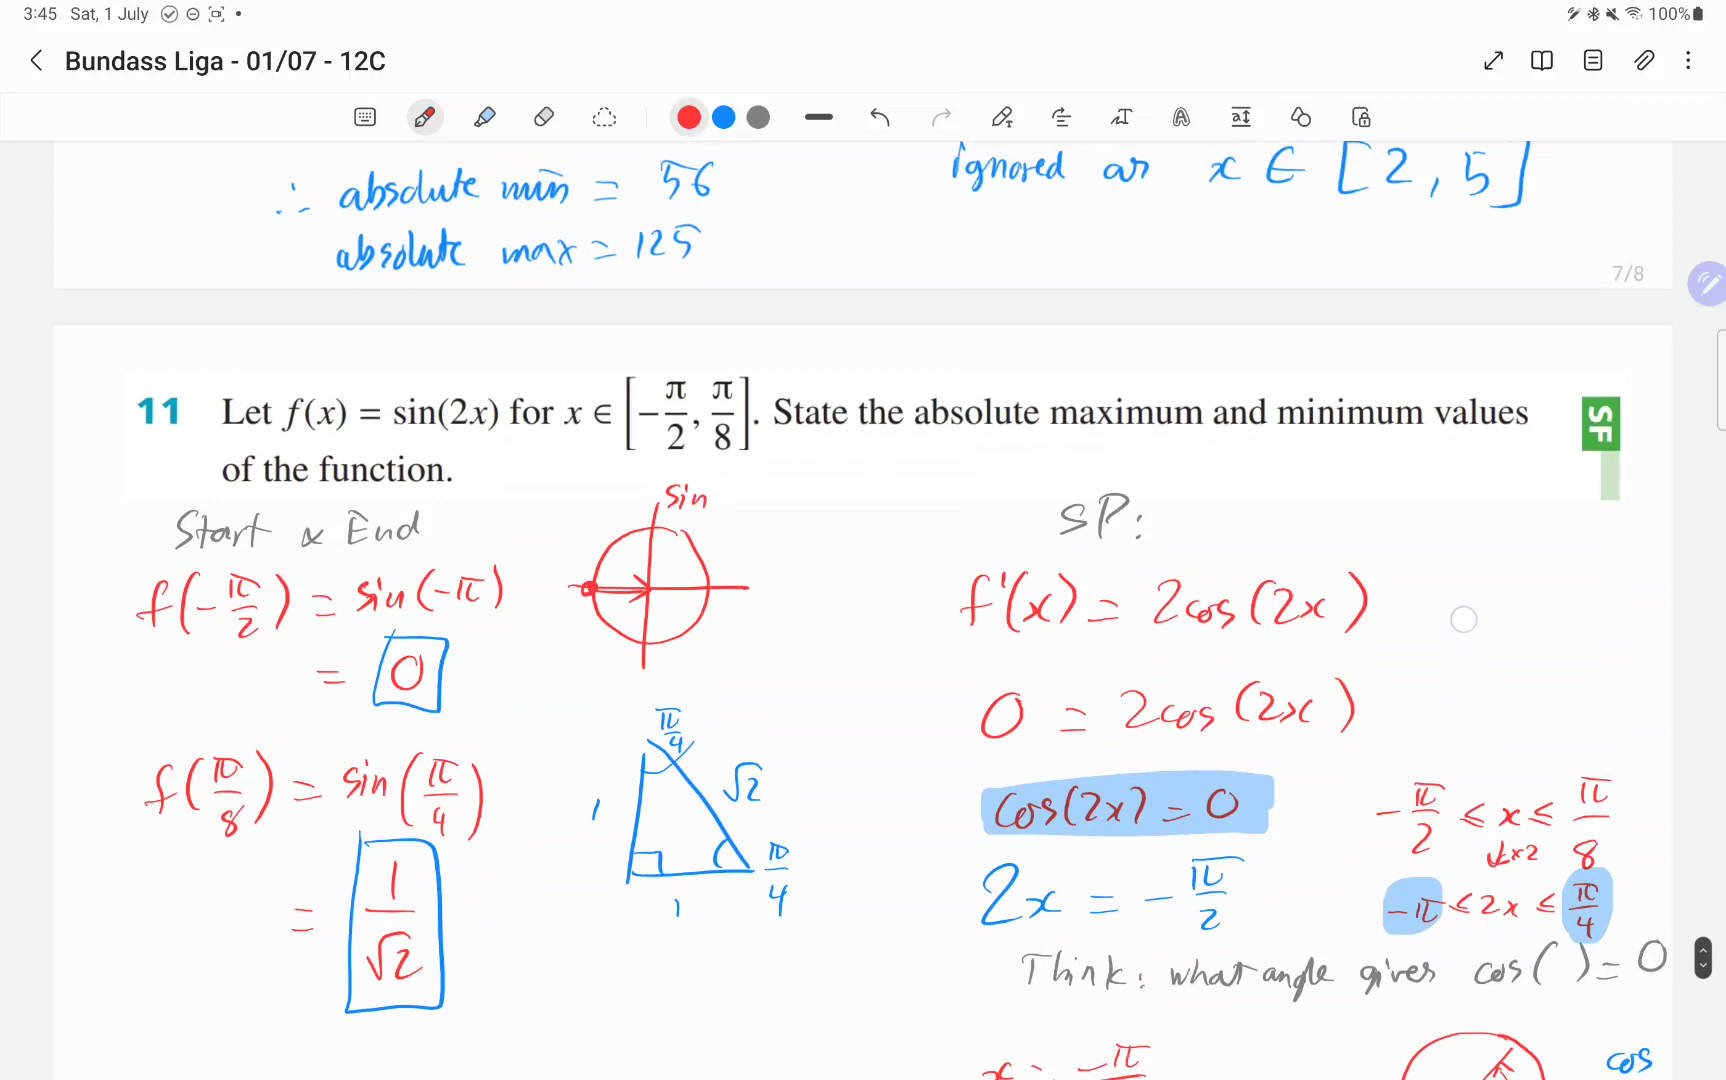 3:45 Sat, 1 July
100%
Bundass Liga - 01/07 - 12C
∴ absolute min = 56
absolute max = 125
ignored as x ∈ [2, 5]
7/8
11 Let f(x) = sin(2x) for x ∈ [−π/2, π/8]. State the absolute maximum and minimum values
of the function.
SF
Start & End
f(-π/2) = sin(-π)
= 0
f(π/8) = sin(π/4)
= 1/√2
sin
π/4
√2
1
π/4
1
SP:
f'(x) = 2cos(2x)
0 = 2cos(2x)
cos(2x) = 0
2x = -π/2
-π/2 ≤ x ≤ π/8
↓×2
-π ≤ 2x ≤ π/4
Think: what angle gives cos( ) = 0
x = -π
cos